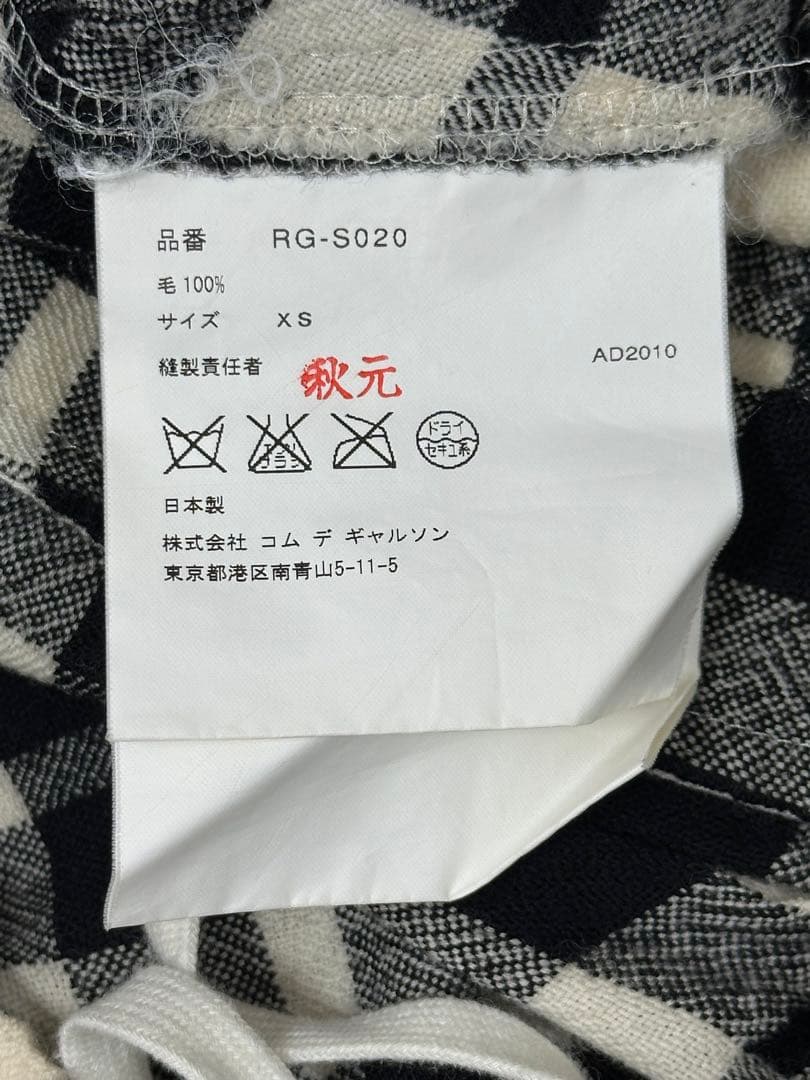 品番 RG-S020
毛 100%
サイズ XS
縫製責任者 秋元
AD2010
ドライ
セキユ系
日本製
株式会社 コム デ ギャルソン
東京都港区南青山5-11-5